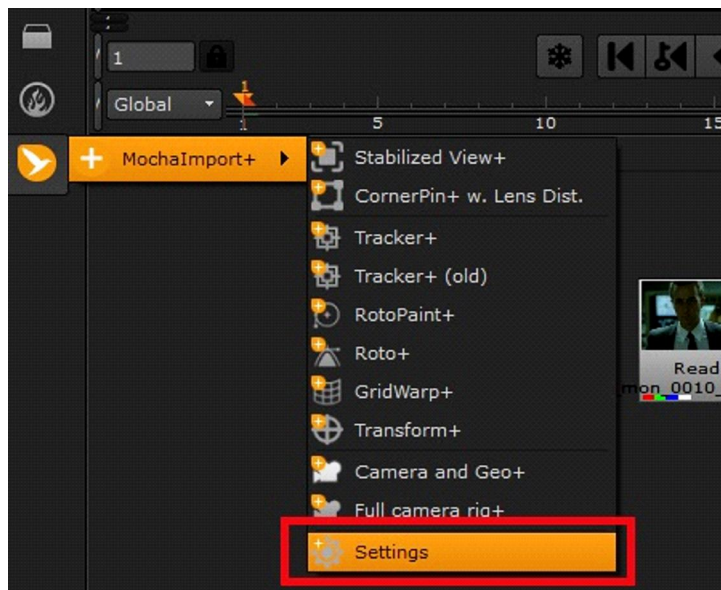 1
Global
1
1
5
10
15
MochaImport+
Stabilized View+
CornerPin+ w. Lens Dist.
Tracker+
Tracker+ (old)
RotoPaint+
Roto+
GridWarp+
Transform+
Camera and Geo+
Full camera rig+
Settings
Read
mon_0010_